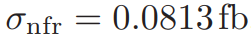 σ_nfr = 0.0813 fb